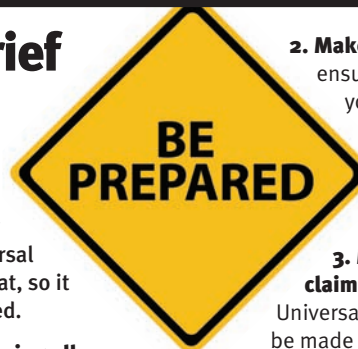 rief
BE
PREPARED
rsal
at, so it
ed.
2. Mak
ensu
yo
3.
claim
Universa
be made